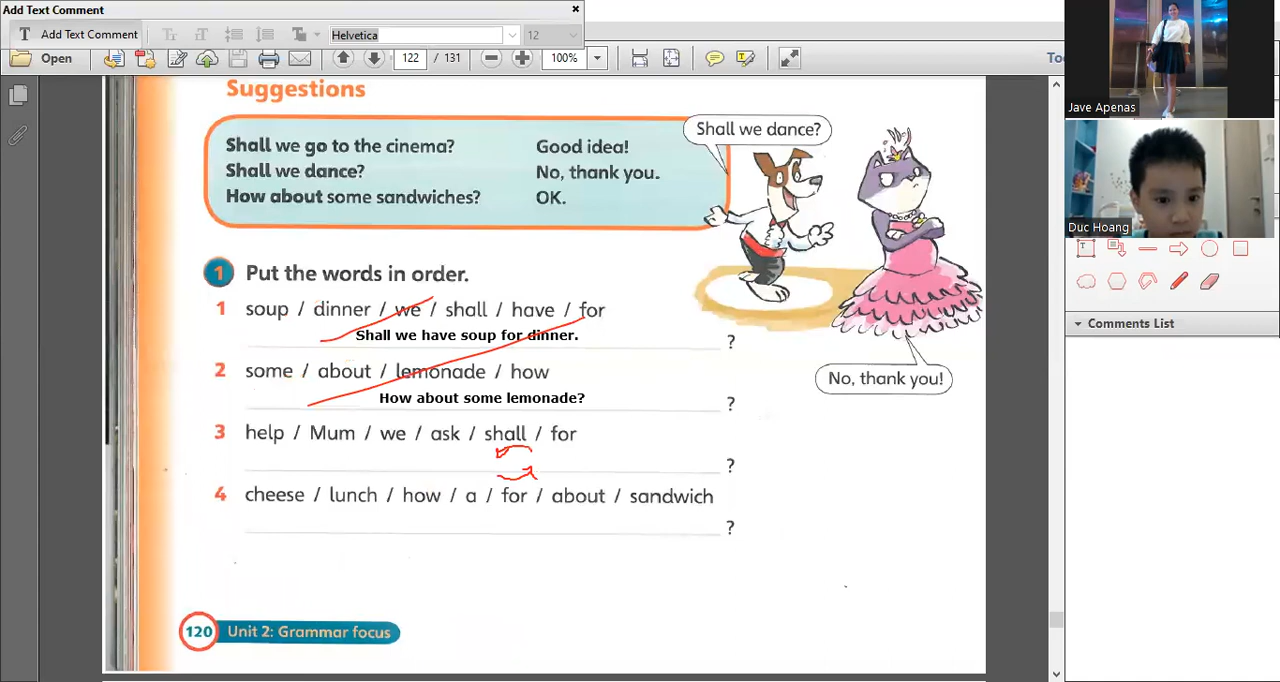 Add Text Comment
Add Text Comment
Helvetica
12
Open
122
/ 131
100%
Too
Jave Apenas
Duc Hoang
Comments List
Suggestions
Shall we go to the cinema? Good idea!
Shall we dance? No, thank you.
How about some sandwiches? OK.
Shall we dance?
1 Put the words in order.
1 soup / dinner / we / shall / have / for
Shall we have soup for dinner.
?
2 some / about / lemonade / how
How about some lemonade?
?
No, thank you!
3 help / Mum / we / ask / shall / for
?
4 cheese / lunch / how / a / for / about / sandwich
?
120 Unit 2: Grammar focus